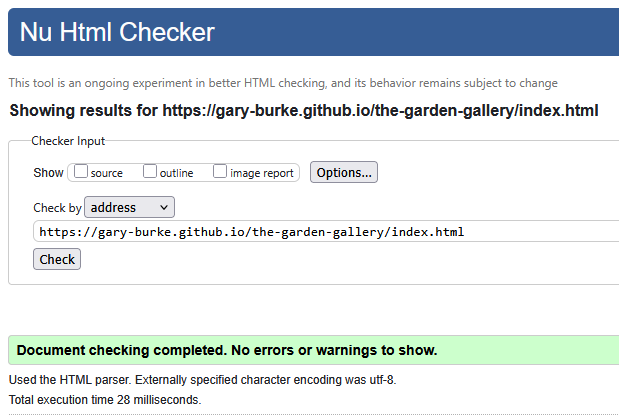 Nu Html Checker
This tool is an ongoing experiment in better HTML checking, and its behavior remains subject to change
Showing results for https://gary-burke.github.io/the-garden-gallery/index.html
Checker Input
Show source outline image report Options...
Check by address
https://gary-burke.github.io/the-garden-gallery/index.html
Check
Document checking completed. No errors or warnings to show.
Used the HTML parser. Externally specified character encoding was utf-8.
Total execution time 28 milliseconds.